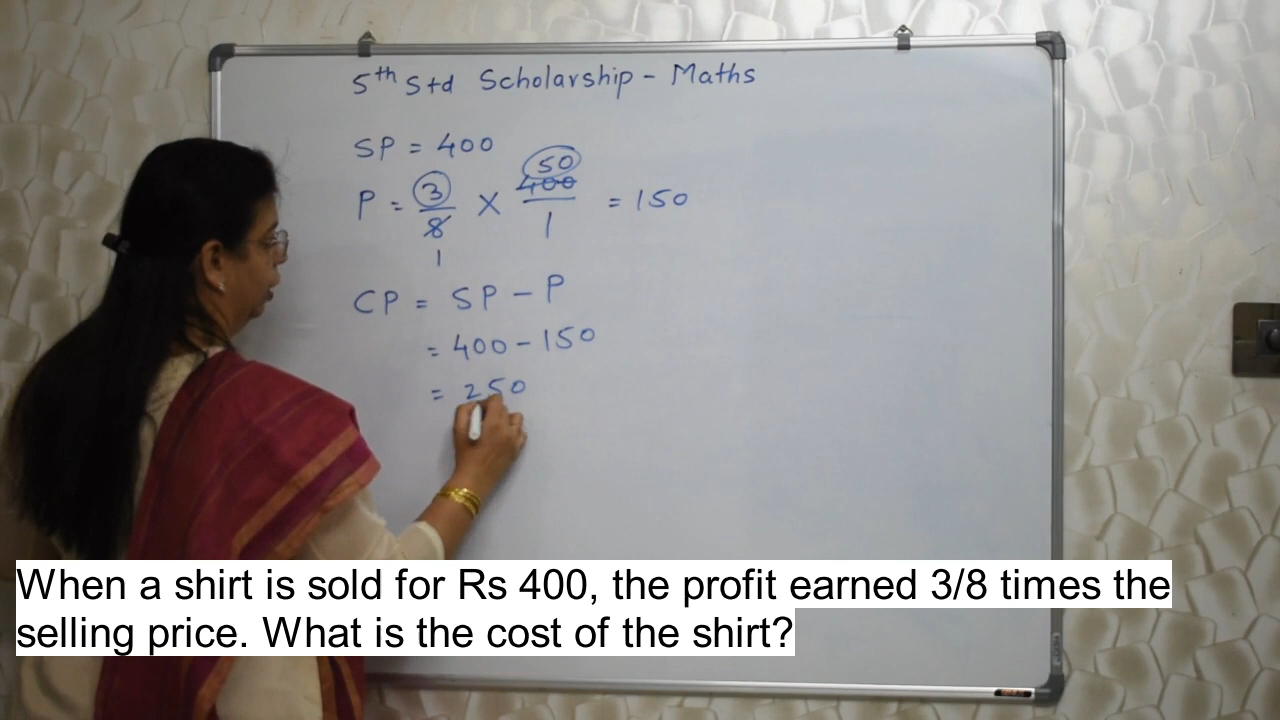 5th Std Scholarship - Maths
SP = 400
50
P = 3/8 × 400/1 = 150
1
CP = SP - P
= 400 - 150
= 250
When a shirt is sold for Rs 400, the profit earned 3/8 times the
selling price. What is the cost of the shirt?